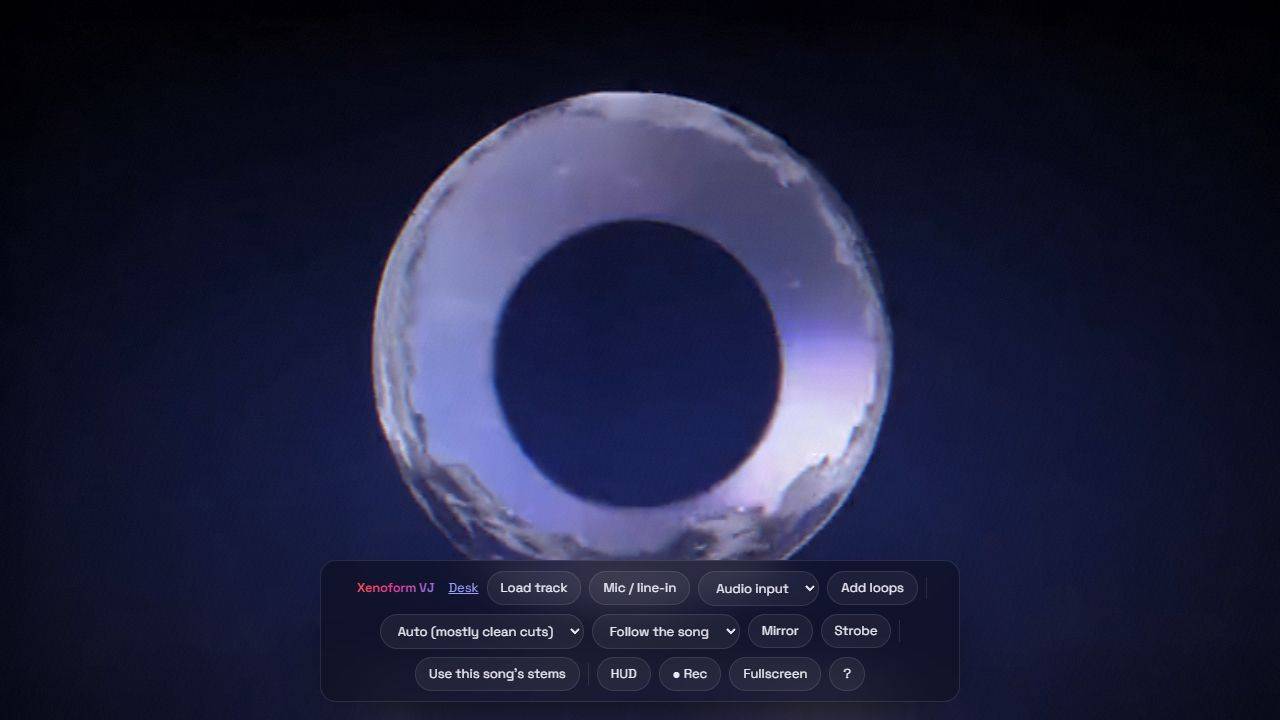 Xenoform VJ Desk Load track Mic / line-in Audio input Add loops
Auto (mostly clean cuts) Follow the song Mirror Strobe
Use this song's stems HUD ● Rec Fullscreen ?